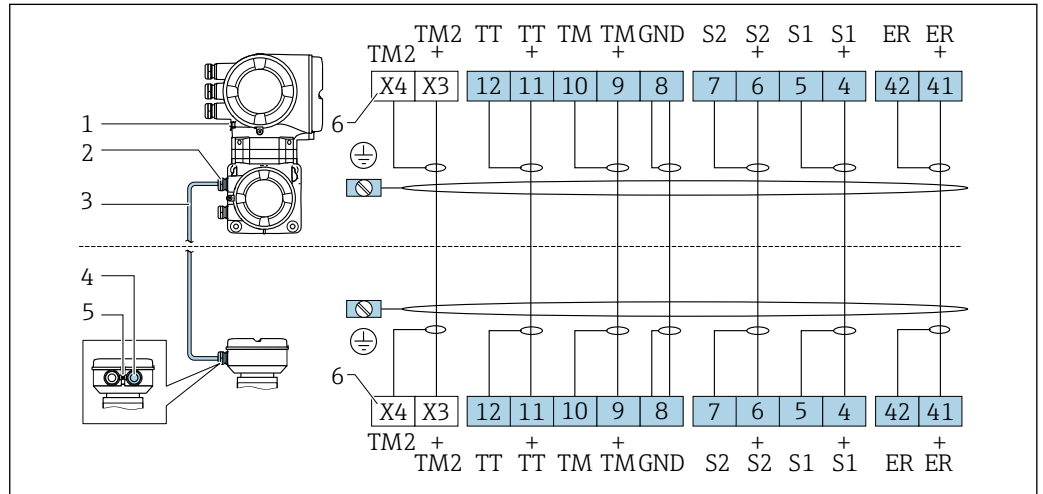 TM2 TT TT TM TM GND S2 S2 S1 S1 ER ER
TM2 + + + + + +
X4 X3 12 11 10 9 8 7 6 5 4 42 41
6
1
2
3
4
5
6
X4 X3 12 11 10 9 8 7 6 5 4 42 41
TM2 + + + + + +
TM2 TT TT TM TM GND S2 S2 S1 S1 ER ER